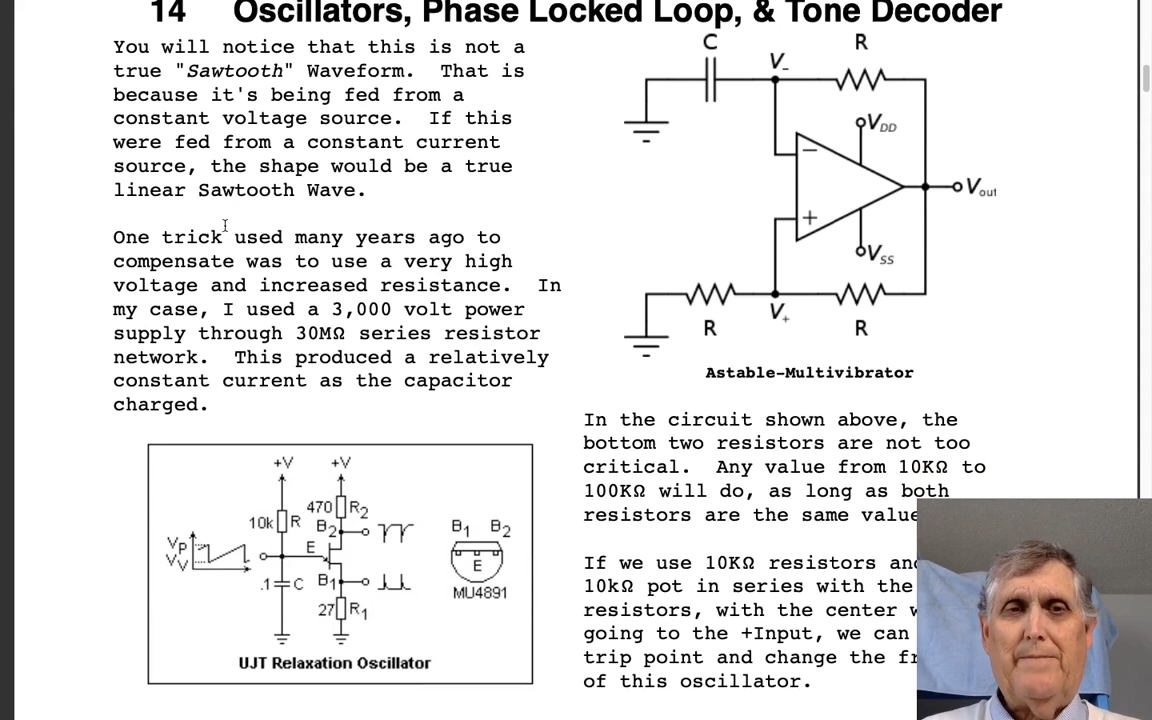 14 Oscillators, Phase Locked Loop, & Tone Decoder
You will notice that this is not a
true "Sawtooth" Waveform. That is
because it's being fed from a
constant voltage source. If this
were fed from a constant current
source, the shape would be a true
linear Sawtooth Wave.
One trick used many years ago to
compensate was to use a very high
voltage and increased resistance. In
my case, I used a 3,000 volt power
supply through 30MΩ series resistor
network. This produced a relatively
constant current as the capacitor
charged.
+V +V
470 R2
10k R B2
E
VP
VV
.1 C B1
27 R1
B1 B2
E
MU4891
UJT Relaxation Oscillator
C R
V-
VDD
−
Vout
+
VSS
V+
R R
Astable-Multivibrator
In the circuit shown above, the
bottom two resistors are not too
critical. Any value from 10KΩ to
100KΩ will do, as long as both
resistors are the same value
If we use 10KΩ resistors
10kΩ pot in series with the
resistors, with the center
going to the +Input, we can
trip point and change the
of this oscillator.